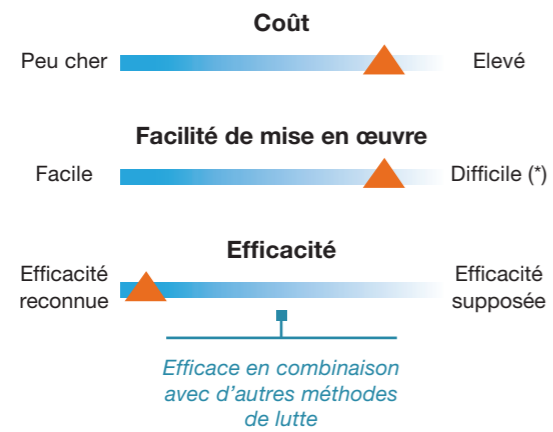 Coût
Peu cher
Elevé
Facilité de mise en œuvre
Facile
Difficile (*)
Efficacité
Efficacité
reconnue
Efficacité
supposée
Efficace en combinaison
avec d'autres méthodes
de lutte